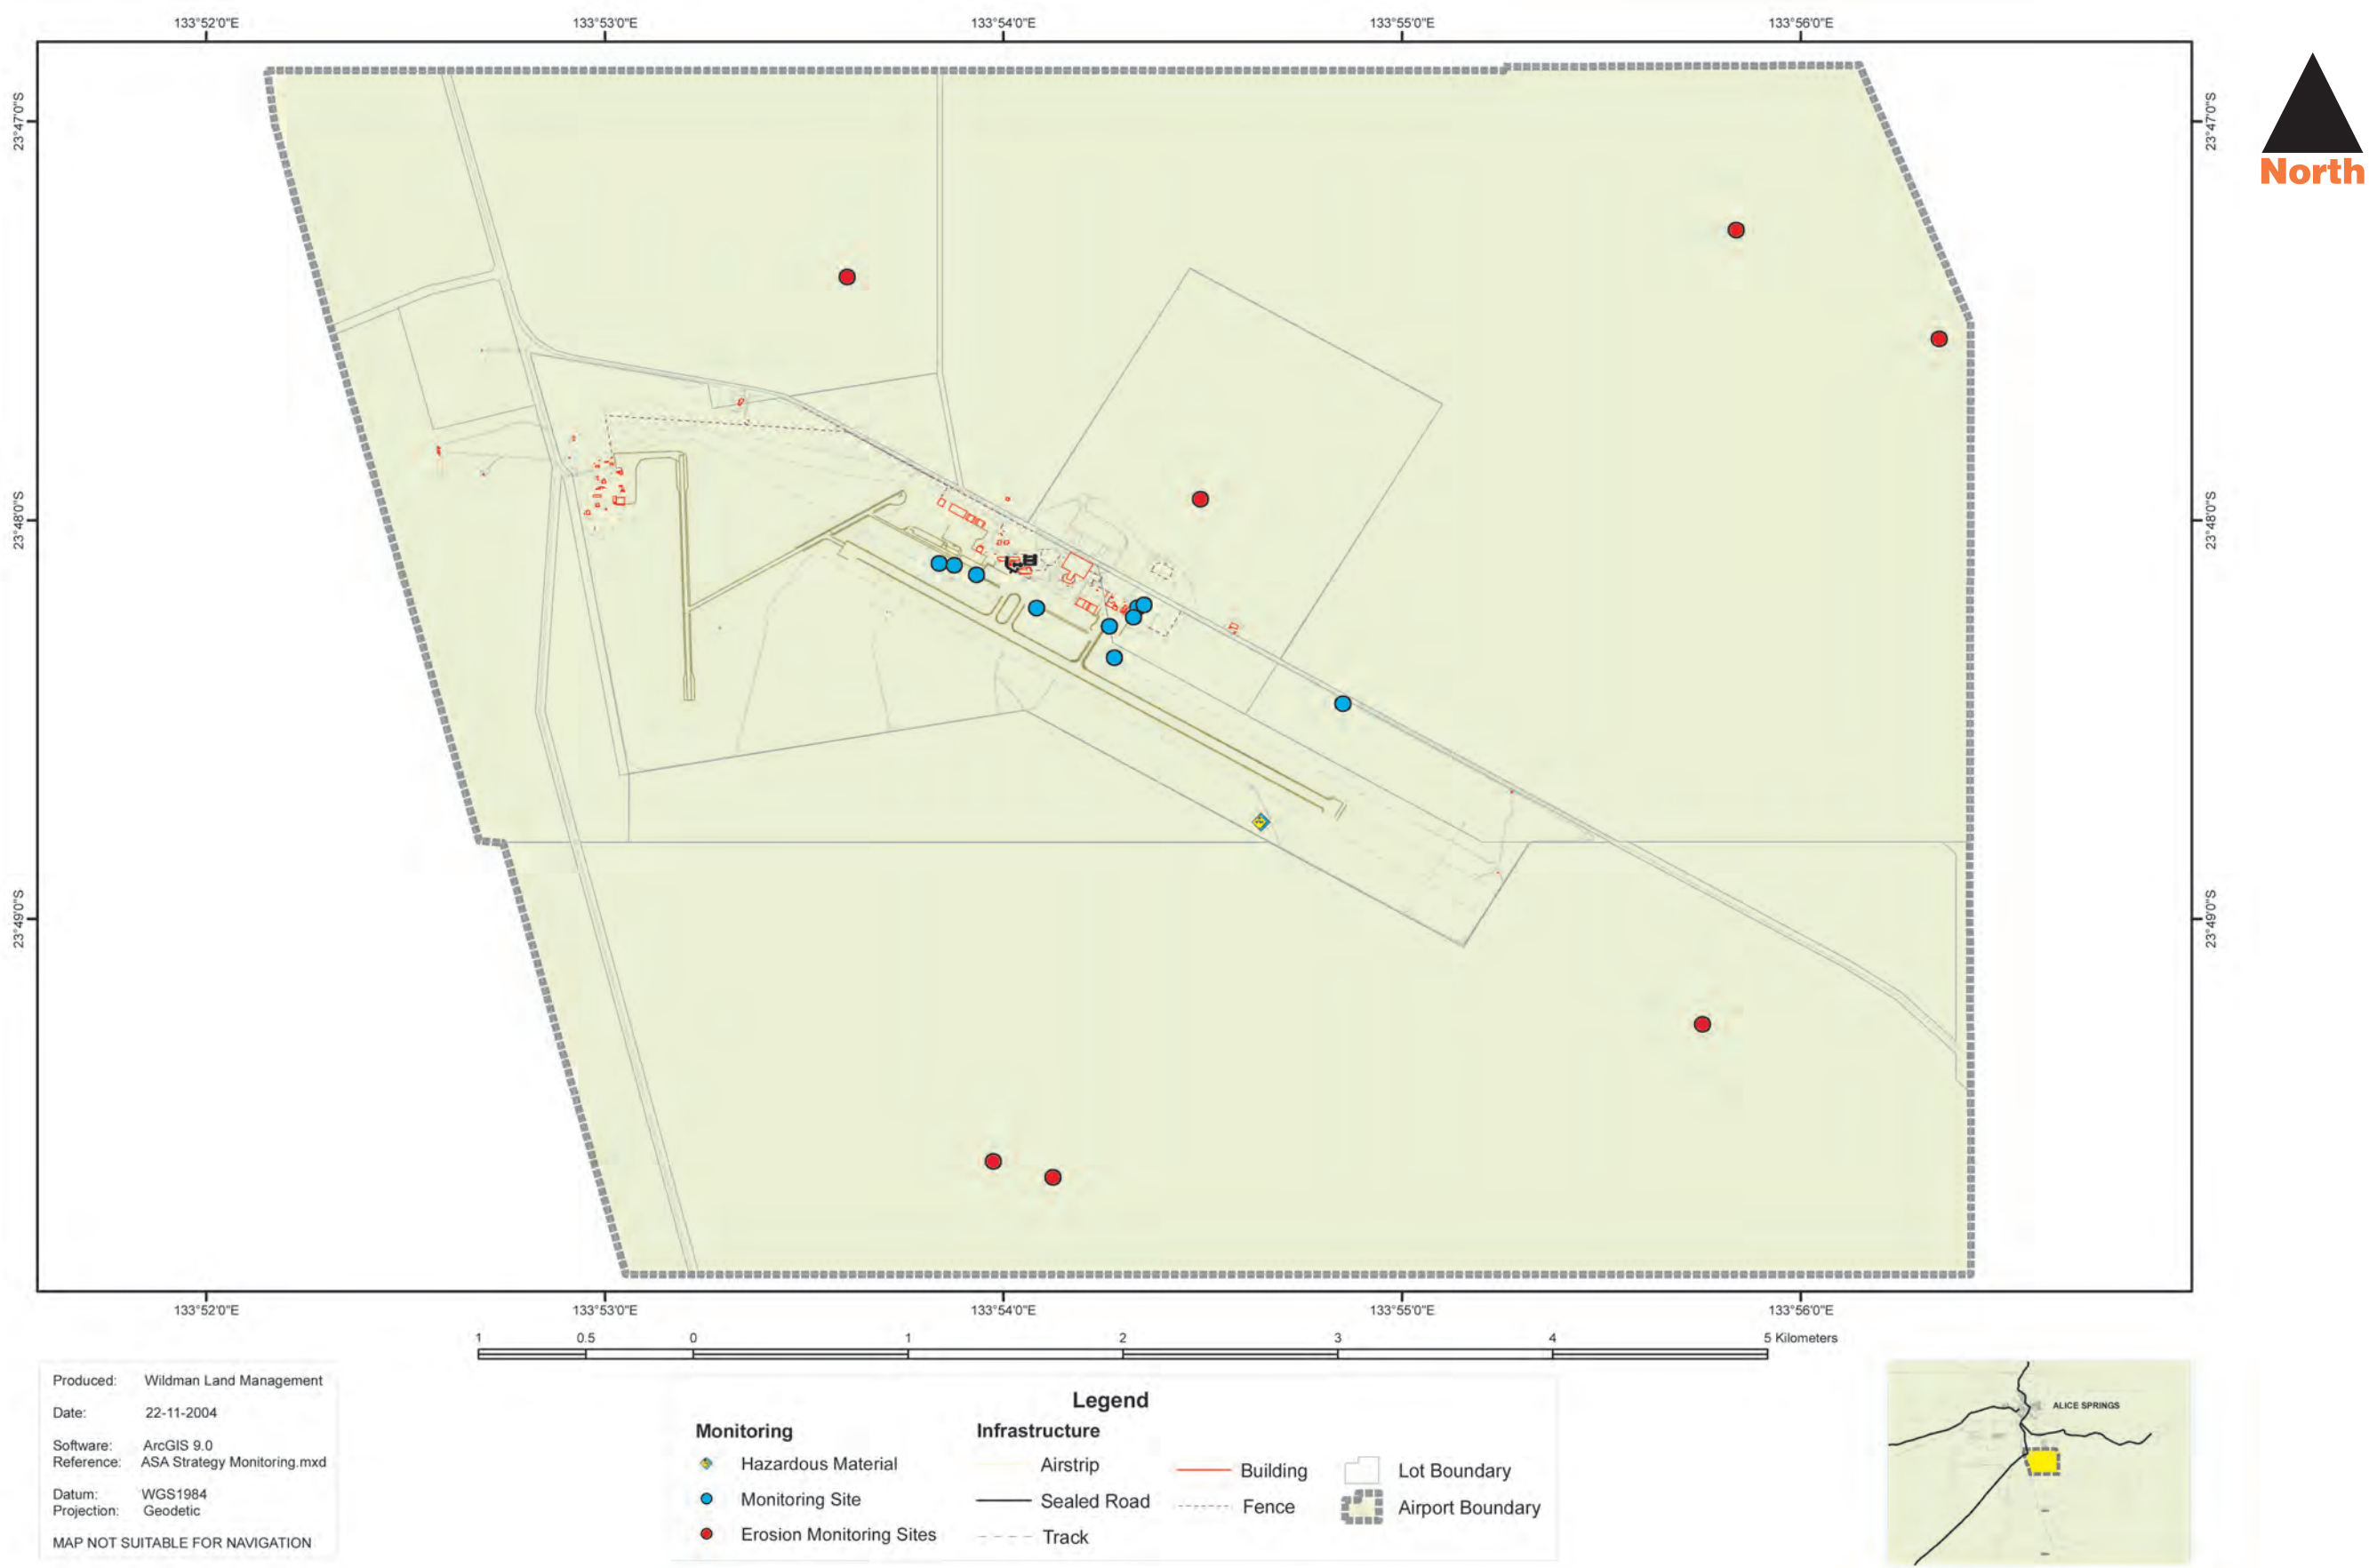 133°52'0"E 133°53'0"E 133°54'0"E 133°55'0"E 133°56'0"E
23°47'0"S 23°47'0"S
North
23°48'0"S 23°48'0"S
23°49'0"S 23°49'0"S
133°52'0"E 133°53'0"E 133°54'0"E 133°55'0"E 133°56'0"E
1 0.5 0 1 2 3 4 5 Kilometers
Produced: Wildman Land Management
Date: 22-11-2004
Software: ArcGIS 9.0
Reference: ASA Strategy Monitoring.mxd
Datum: WGS1984
Projection: Geodetic
MAP NOT SUITABLE FOR NAVIGATION
Legend
Monitoring
Hazardous Material
Monitoring Site
Erosion Monitoring Sites
Infrastructure
Airstrip
Sealed Road
Track
Building
Fence
Lot Boundary
Airport Boundary
ALICE SPRINGS